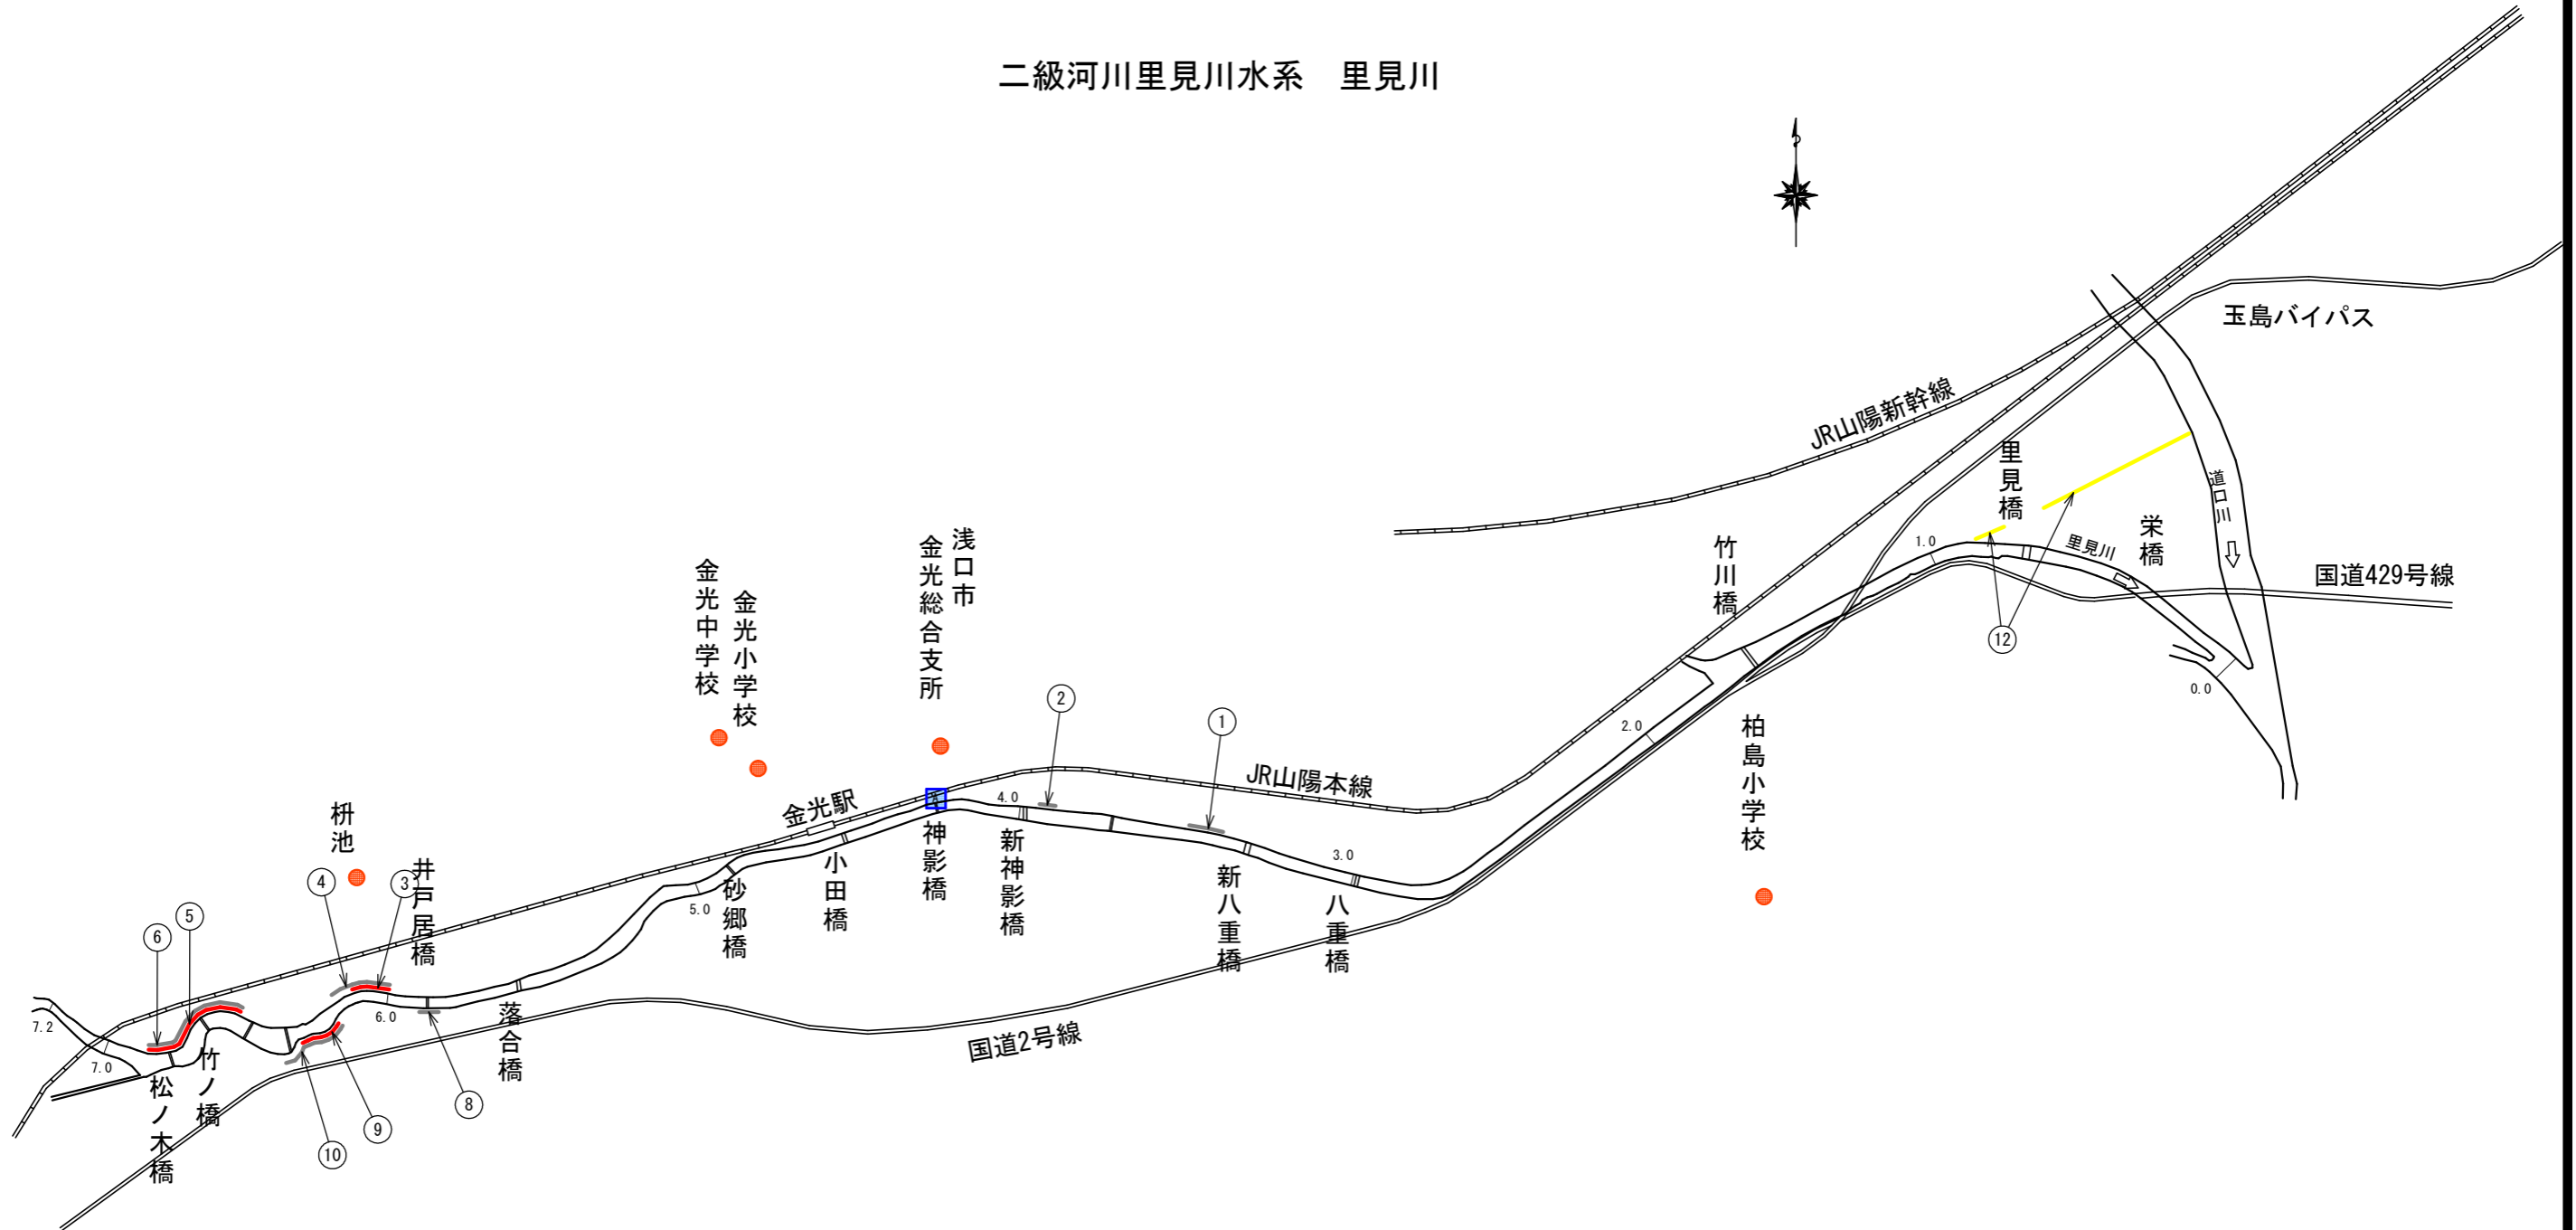 二級河川里見川水系　里見川
玉島バイパス
JR山陽新幹線
里見橋
道口川
栄橋
里見川
竹川橋
1.0
国道429号線
12
0.0
浅口市
金光総合支所
金光中学校
金光小学校
2
1
2.0
柏島小学校
JR山陽本線
金光駅
4.0
神影橋
新神影橋
小田橋
3.0
新八重橋
八重橋
砂郷橋
5.0
枡池
井戸居橋
4
3
5
6
6.0
落合橋
国道2号線
7.2
7.0
竹ノ橋
松ノ木橋
8
9
10